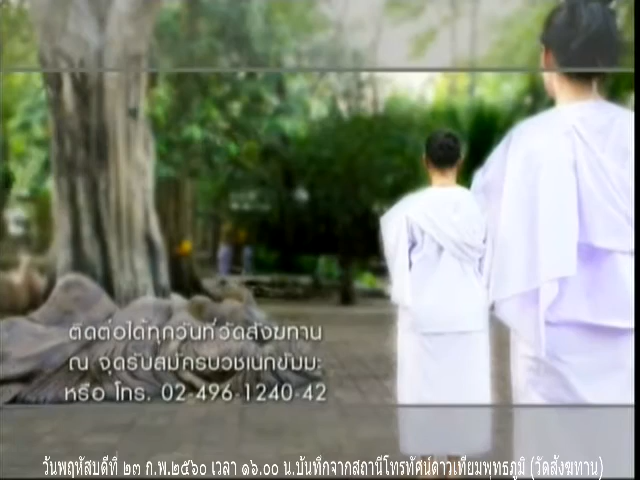 ติดต่อได้ทุกวันที่วัดสังฆทาน
ณ จุดรับสมัครบวชเนกขัมมะ
หรือ โทร. 02-496-1240-42
วันพฤหัสบดีที่ ๒๓ ก.พ.๒๕๖๐ เวลา ๑๖.๐๐ น.บันทึกจากสถานีโทรทัศน์ดาวเทียมพุทธภูมิ (วัดสังฆทาน)